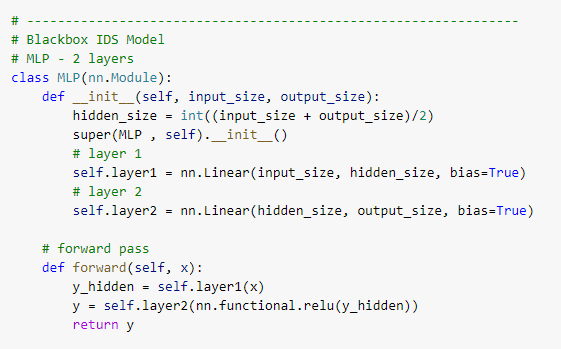 # ----------------------------------------------------------------
# Blackbox IDS Model
# MLP - 2 layers
class MLP(nn.Module):
    def __init__(self, input_size, output_size):
        hidden_size = int((input_size + output_size)/2)
        super(MLP , self).__init__()
        # layer 1
        self.layer1 = nn.Linear(input_size, hidden_size, bias=True)
        # layer 2
        self.layer2 = nn.Linear(hidden_size, output_size, bias=True)
    # forward pass
    def forward(self, x):
        y_hidden = self.layer1(x)
        y = self.layer2(nn.functional.relu(y_hidden))
        return y